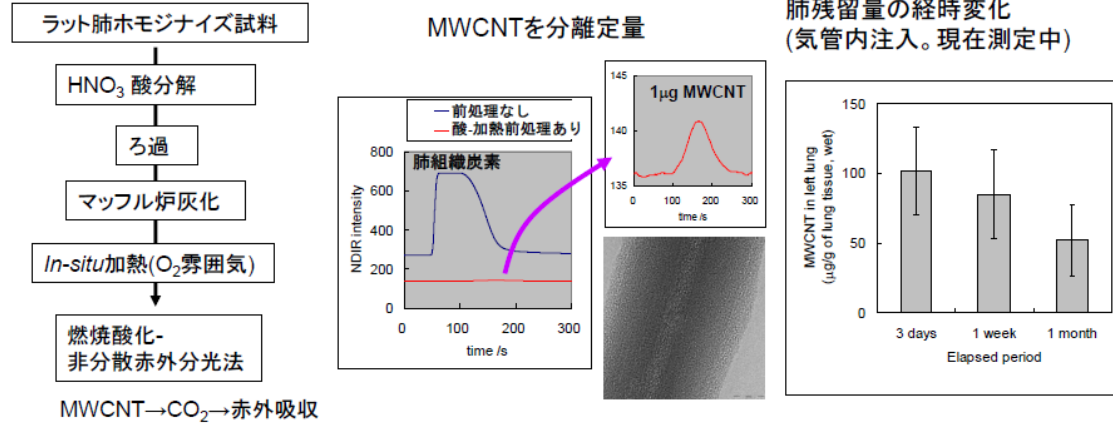 ラット肺ホモジナイズ試料
HNO3 酸分解
ろ過
マッフル炉灰化
In-situ加熱(O2雰囲気)
燃焼酸化-
非分散赤外分光法
MWCNT→CO2→赤外吸収
MWCNTを分離定量
前処理なし
酸-加熱前処理あり
肺組織炭素
800
600
400
200
0
NDIR intensity
0 100 200 300
time /s
1μg MWCNT
145
140
135
0 100 200 300
time /s
肺残留量の経時変化
(気管内注入。現在測定中)
150
100
50
0
MWCNT in left lung
(μg/g of lung tissue, wet)
3 days 1 week 1 month
Elapsed period